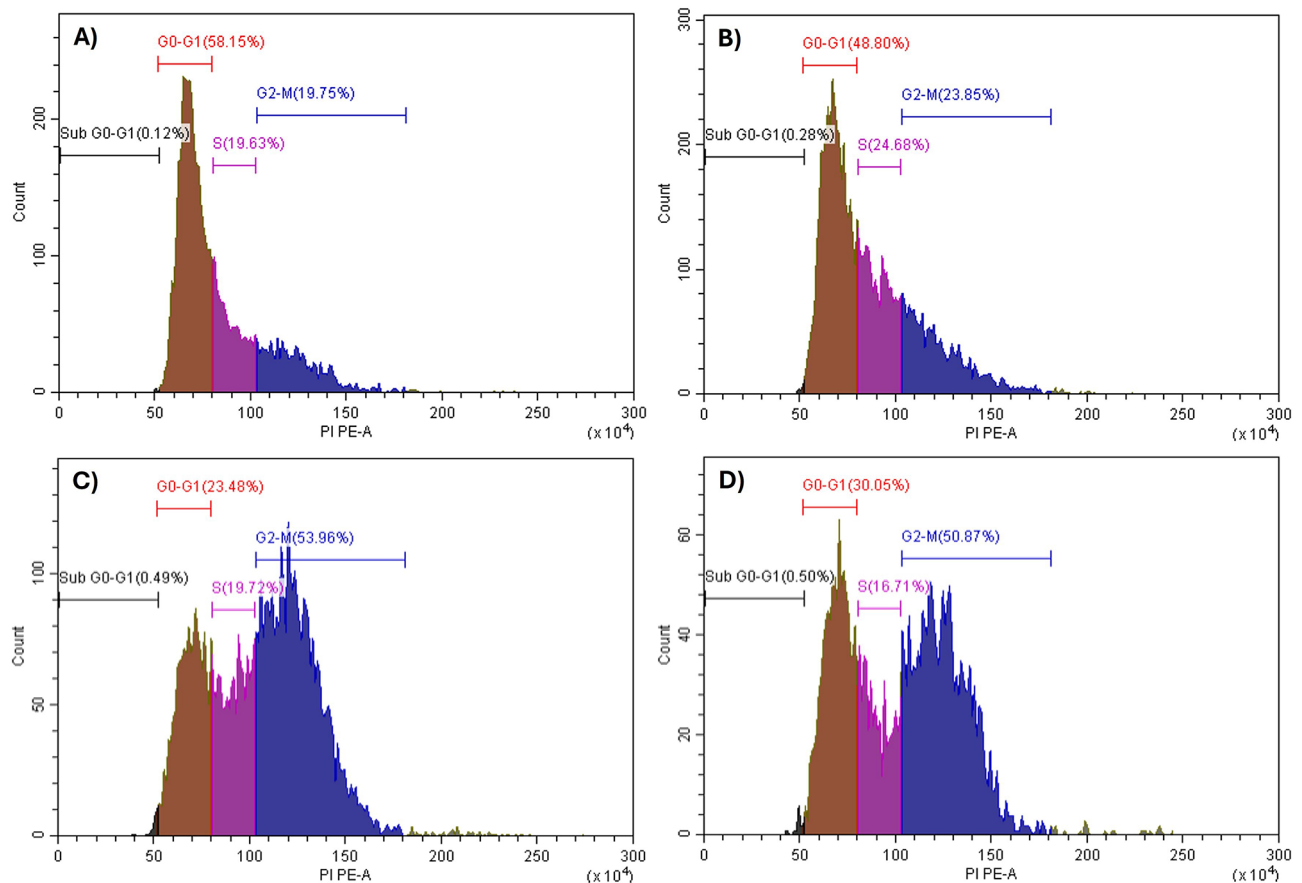 A)
G0-G1(58.15%)
G2-M(19.75%)
Sub G0-G1(0.12%)
S(19.63%)
Count
0
100
200
0 50 100 150 200 250 300
PI PE-A
(x10⁴)
B)
G0-G1(48.80%)
G2-M(23.85%)
Sub G0-G1(0.28%)
S(24.68%)
Count
0
100
200
300
0 50 100 150 200 250 300
PI PE-A
(x10⁴)
C)
G0-G1(23.48%)
G2-M(53.96%)
Sub G0-G1(0.49%)
S(19.72%)
Count
0
50
100
0 50 100 150 200 250 300
PI PE-A
(x10⁴)
D)
G0-G1(30.05%)
G2-M(50.87%)
Sub G0-G1(0.50%)
S(16.71%)
Count
0
20
40
60
0 50 100 150 200 250 300
PI PE-A
(x10⁴)